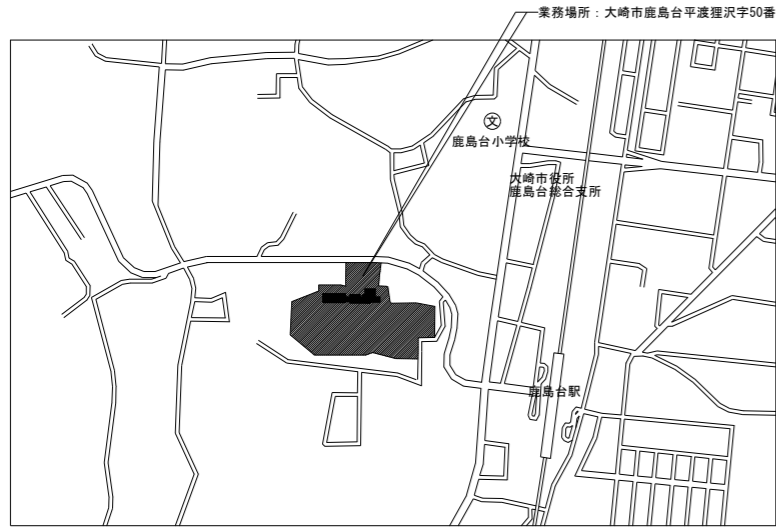 業務場所：大崎市鹿島台平渡狸沢字50番
文
鹿島台小学校
大崎市役所
鹿島台総合支所
鹿島台駅